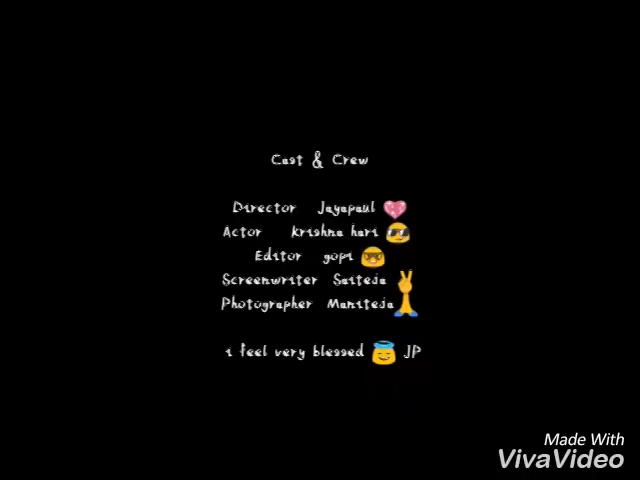 Cast & Crew
Director Jayapaul 💖
Actor krishna hari 😎
Editor gopi 🤓
Screenwriter Saiteja ✌
Photographer Maniteja
i feel very blessed 😇 JP
Made With
VivaVideo